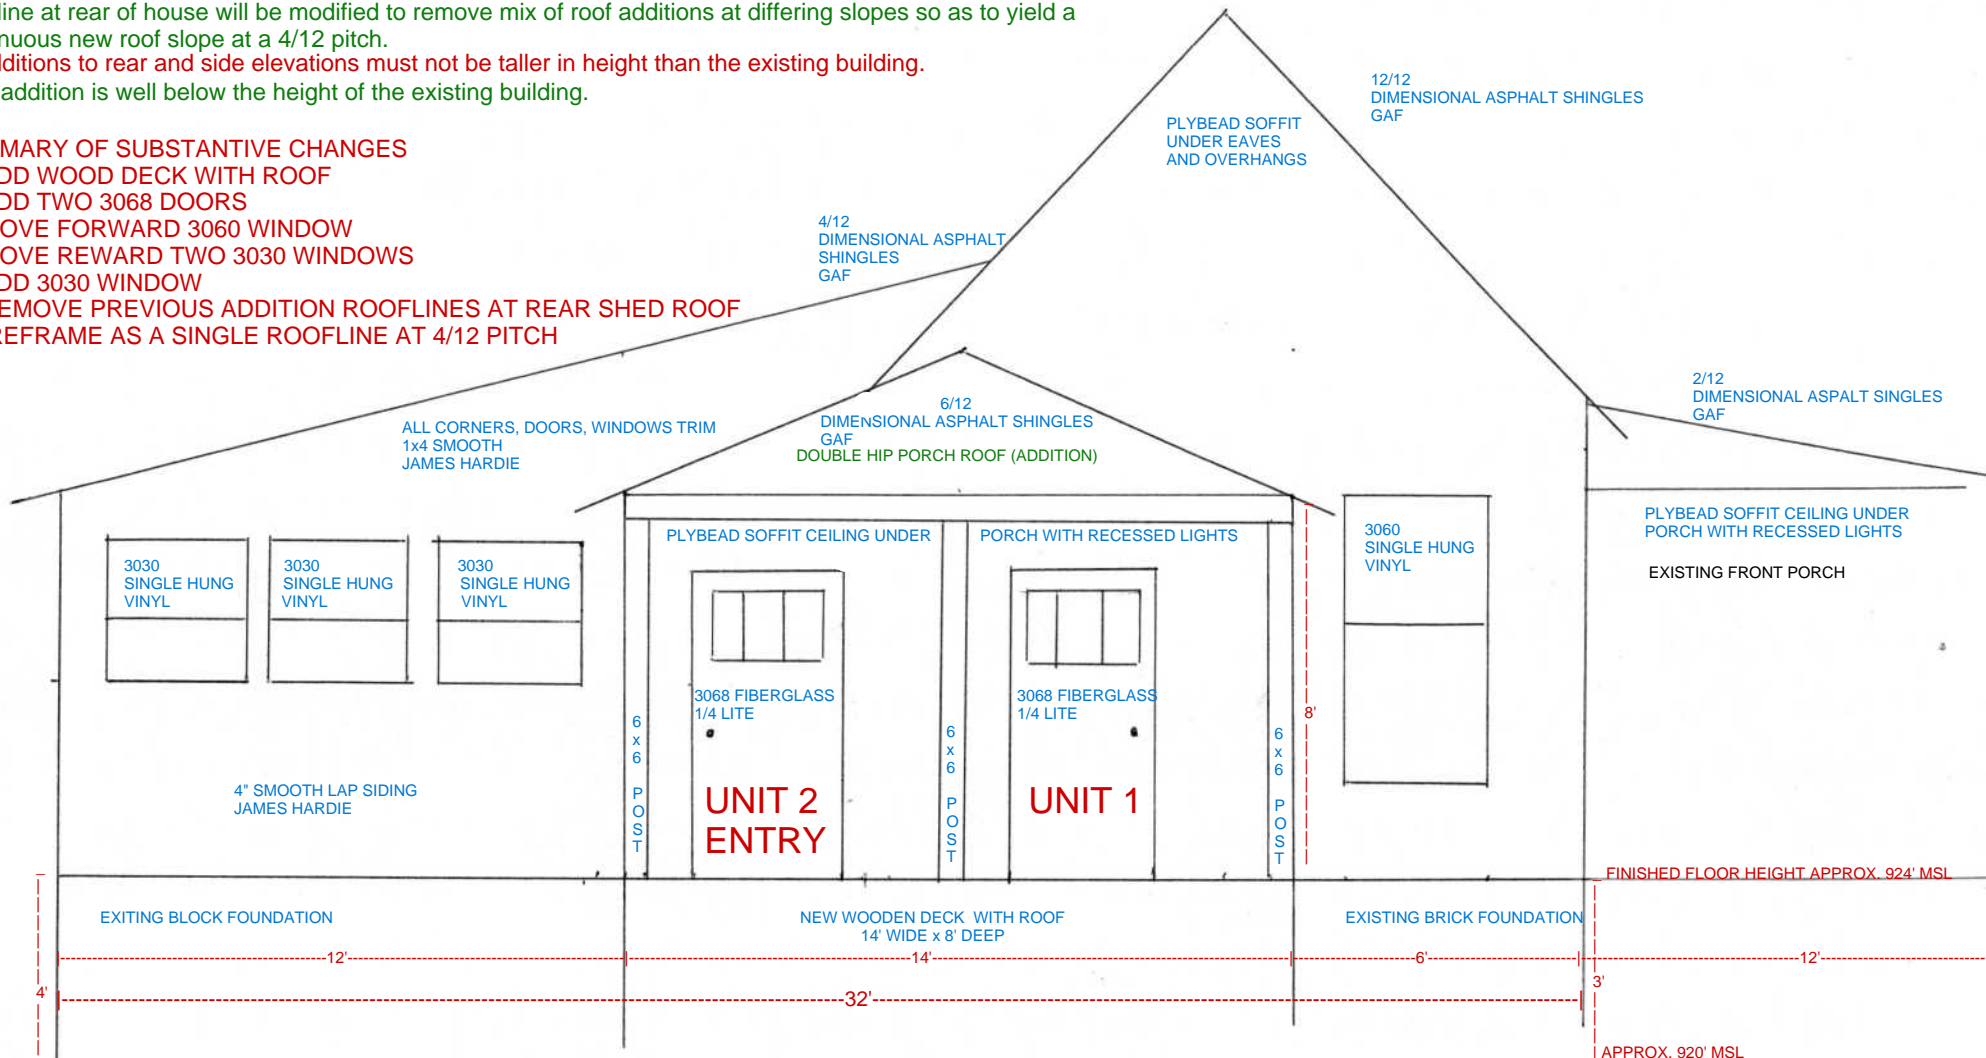 line at rear of house will be modified to remove mix of roof additions at differing slopes so as to yield a
nuous new roof slope at a 4/12 pitch.
ditions to rear and side elevations must not be taller in height than the existing building.
addition is well below the height of the existing building.
MARY OF SUBSTANTIVE CHANGES
DD WOOD DECK WITH ROOF
DD TWO 3068 DOORS
OVE FORWARD 3060 WINDOW
OVE REWARD TWO 3030 WINDOWS
DD 3030 WINDOW
EMOVE PREVIOUS ADDITION ROOFLINES AT REAR SHED ROOF
REFRAME AS A SINGLE ROOFLINE AT 4/12 PITCH
12/12
DIMENSIONAL ASPHALT SHINGLES
GAF
PLYBEAD SOFFIT
UNDER EAVES
AND OVERHANGS
4/12
DIMENSIONAL ASPHALT
SHINGLES
GAF
2/12
DIMENSIONAL ASPALT SINGLES
GAF
6/12
DIMENSIONAL ASPHALT SHINGLES
GAF
DOUBLE HIP PORCH ROOF (ADDITION)
ALL CORNERS, DOORS, WINDOWS TRIM
1x4 SMOOTH
JAMES HARDIE
PLYBEAD SOFFIT CEILING UNDER
PORCH WITH RECESSED LIGHTS
3030
SINGLE HUNG
VINYL
3030
SINGLE HUNG
VINYL
3030
SINGLE HUNG
VINYL
3060
SINGLE HUNG
VINYL
PLYBEAD SOFFIT CEILING UNDER
PORCH WITH RECESSED LIGHTS
EXISTING FRONT PORCH
3068 FIBERGLASS
1/4 LITE
3068 FIBERGLASS
1/4 LITE
8'
6
x
6
P
O
S
T
6
x
6
P
O
S
T
6
x
6
P
O
S
T
UNIT 2
ENTRY
UNIT 1
4" SMOOTH LAP SIDING
JAMES HARDIE
FINISHED FLOOR HEIGHT APPROX. 924' MSL
EXITING BLOCK FOUNDATION
NEW WOODEN DECK WITH ROOF
14' WIDE x 8' DEEP
EXISTING BRICK FOUNDATION
12'
14'
6'
12'
4'
32'
3'
APPROX. 920' MSL